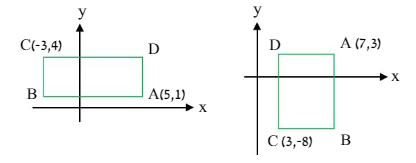 y
C(-3,4) D
B A(5,1)
x
y
D A (7,3)
x
C (3,-8) B